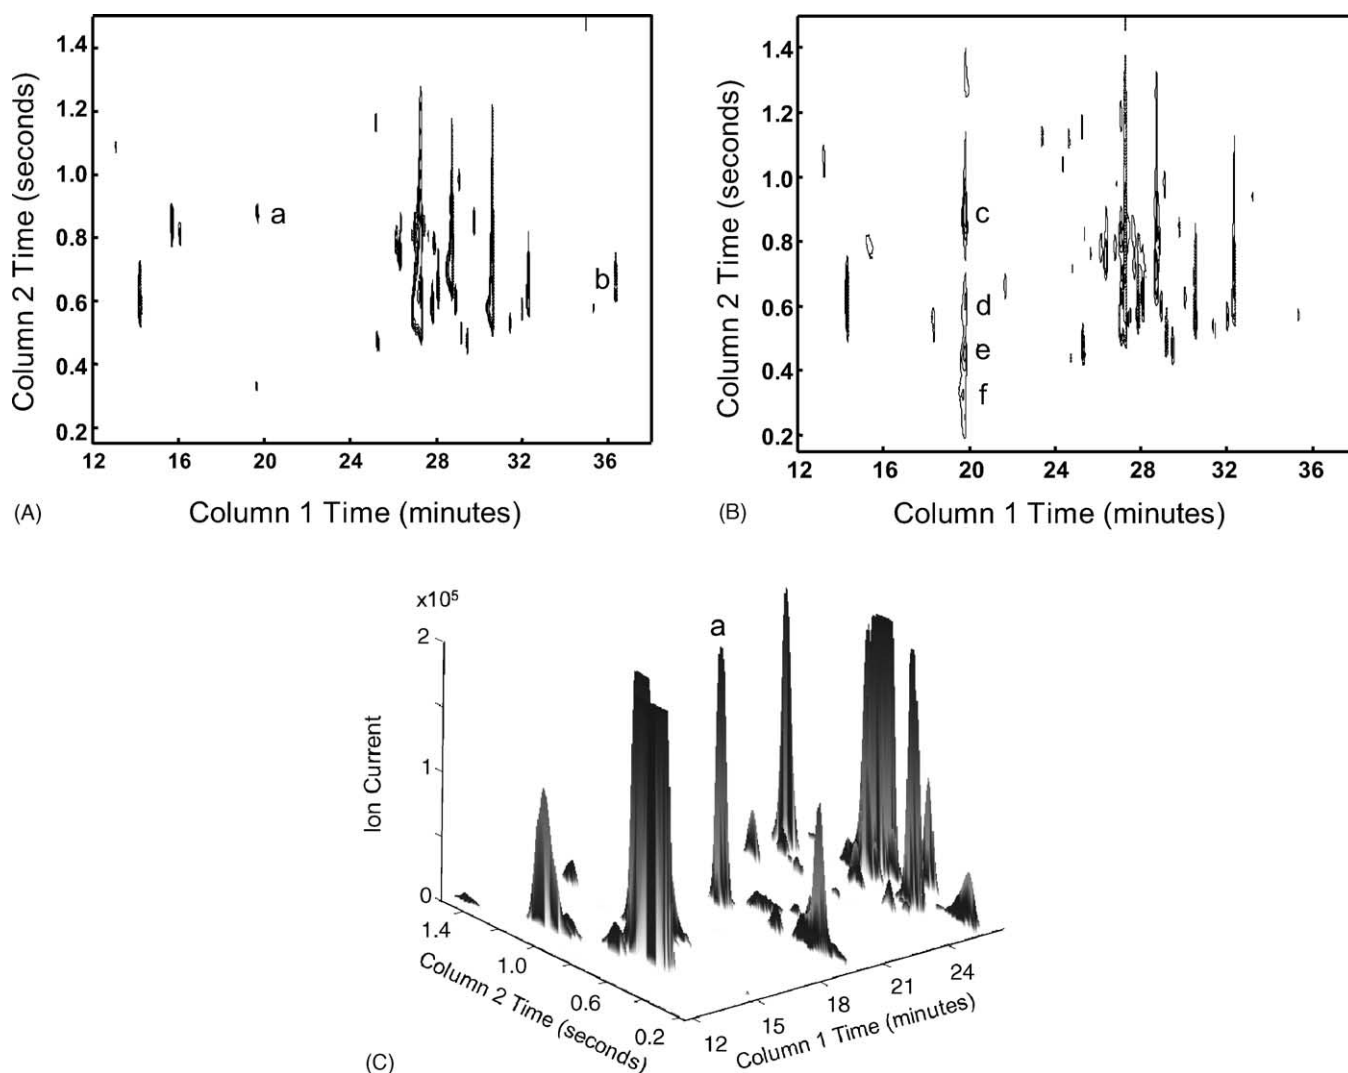 1.4
1.2
1.0
0.8
0.6
0.4
0.2
Column 2 Time (seconds)
a
b
12 16 20 24 28 32 36
(A) Column 1 Time (minutes)
1.4
1.2
1.0
0.8
0.6
0.4
0.2
Column 2 Time (seconds)
c
d
e
f
12 16 20 24 28 32 36
(B) Column 1 Time (minutes)
x10⁵
2
1
0
Ion Current
a
1.4
1.0
0.6
0.2
Column 2 Time (seconds)
12
15
18
21
24
Column 1 Time (minutes)
(C)